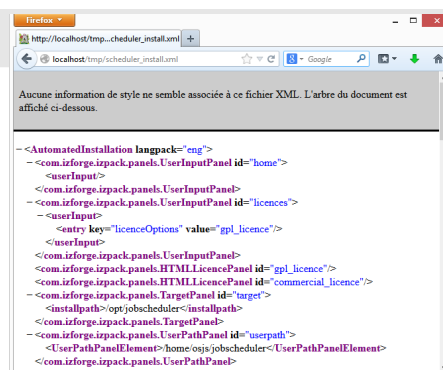 Firefox
http://localhost/tmp...cheduler_install.xml
localhost/tmp/scheduler_install.xml
Google
Aucune information de style ne semble associée à ce fichier XML. L'arbre du document est
affiché ci-dessous.
-<AutomatedInstallation langpack="eng">
-<com.izforge.izpack.panels.UserInputPanel id="home">
<userInput/>
</com.izforge.izpack.panels.UserInputPanel>
-<com.izforge.izpack.panels.UserInputPanel id="licences">
-<userInput>
<entry key="licenceOptions" value="gpl_licence"/>
</userInput>
</com.izforge.izpack.panels.UserInputPanel>
<com.izforge.izpack.panels.HTMLLicencePanel id="gpl_licence"/>
<com.izforge.izpack.panels.HTMLLicencePanel id="commercial_licence"/>
-<com.izforge.izpack.panels.TargetPanel id="target">
<installpath>/opt/jobscheduler</installpath>
</com.izforge.izpack.panels.TargetPanel>
-<com.izforge.izpack.panels.UserPathPanel id="userpath">
<UserPathPanelElement>/home/osjs/jobscheduler</UserPathPanelElement>
</com.izforge.izpack.panels.UserPathPanel>